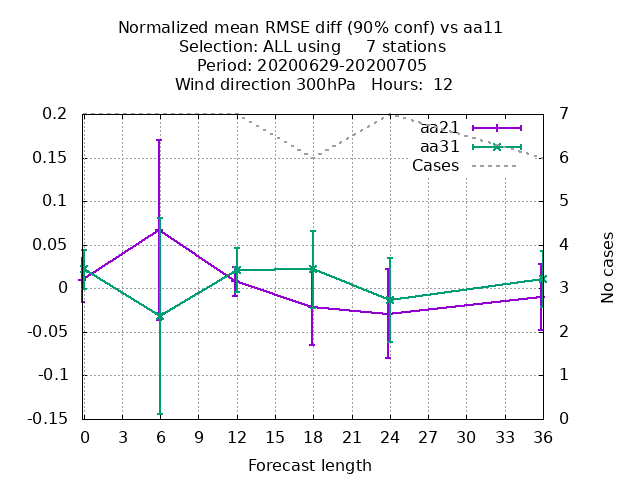 Normalized mean RMSE diff (90% conf) vs aa11
Selection: ALL using     7 stations
Period: 20200629-20200705
Wind direction 300hPa   Hours:  12
0.2
0.15
0.1
0.05
0
-0.05
-0.1
-0.15
7
6
5
4
3
2
1
0
aa21
aa31
Cases
No cases
0 3 6 9 12 15 18 21 24 27 30 33 36
Forecast length